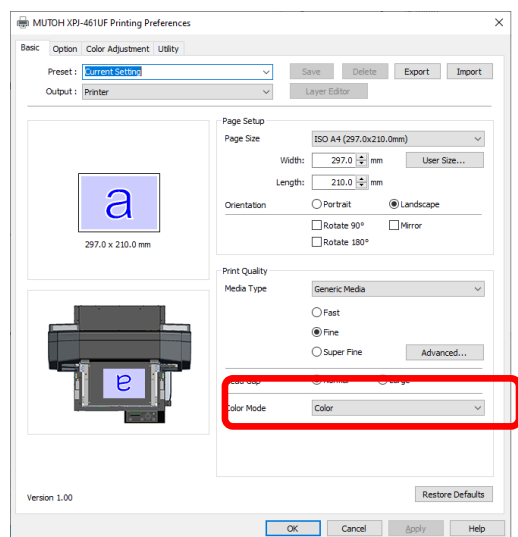 MUTOH XPJ-461UF Printing Preferences
Basic Option Color Adjustment Utility
Preset : Current Setting Save Delete Export Import
Output : Printer Layer Editor
Page Setup
Page Size ISO A4 (297.0x210.0mm)
Width: 297.0 mm User Size...
Length: 210.0 mm
Orientation Portrait Landscape
Rotate 90° Mirror
Rotate 180°
a
297.0 x 210.0 mm
Print Quality
Media Type Generic Media
Fast
Fine
Super Fine Advanced...
a
Color Mode Color
Version 1.00 Restore Defaults
OK Cancel Apply Help